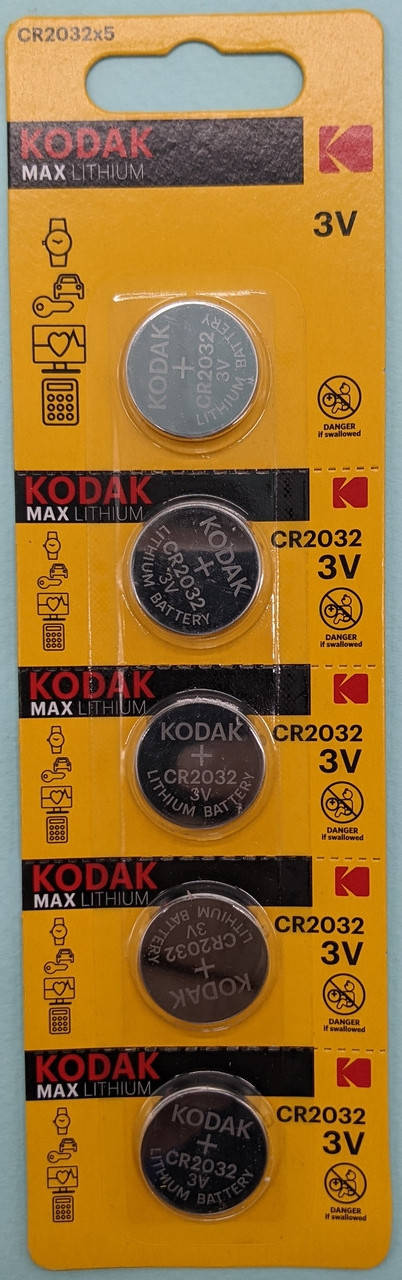 CR2032x5
KODAK
MAX LITHIUM
3V
KODAK
+
CR2032
3V
LITHIUM BATTERY
DANGER
if swallowed
KODAK
MAX LITHIUM
CR2032
3V
KODAK
+
CR2032
3V
LITHIUM BATTERY
DANGER
if swallowed
KODAK
MAX LITHIUM
CR2032
3V
KODAK
+
CR2032
3V
LITHIUM BATTERY
DANGER
if swallowed
KODAK
MAX LITHIUM
CR2032
3V
KODAK
+
CR2032
3V
LITHIUM BATTERY
DANGER
if swallowed
KODAK
MAX LITHIUM
CR2032
3V
KODAK
+
CR2032
3V
LITHIUM BATTERY
DANGER
if swallowed